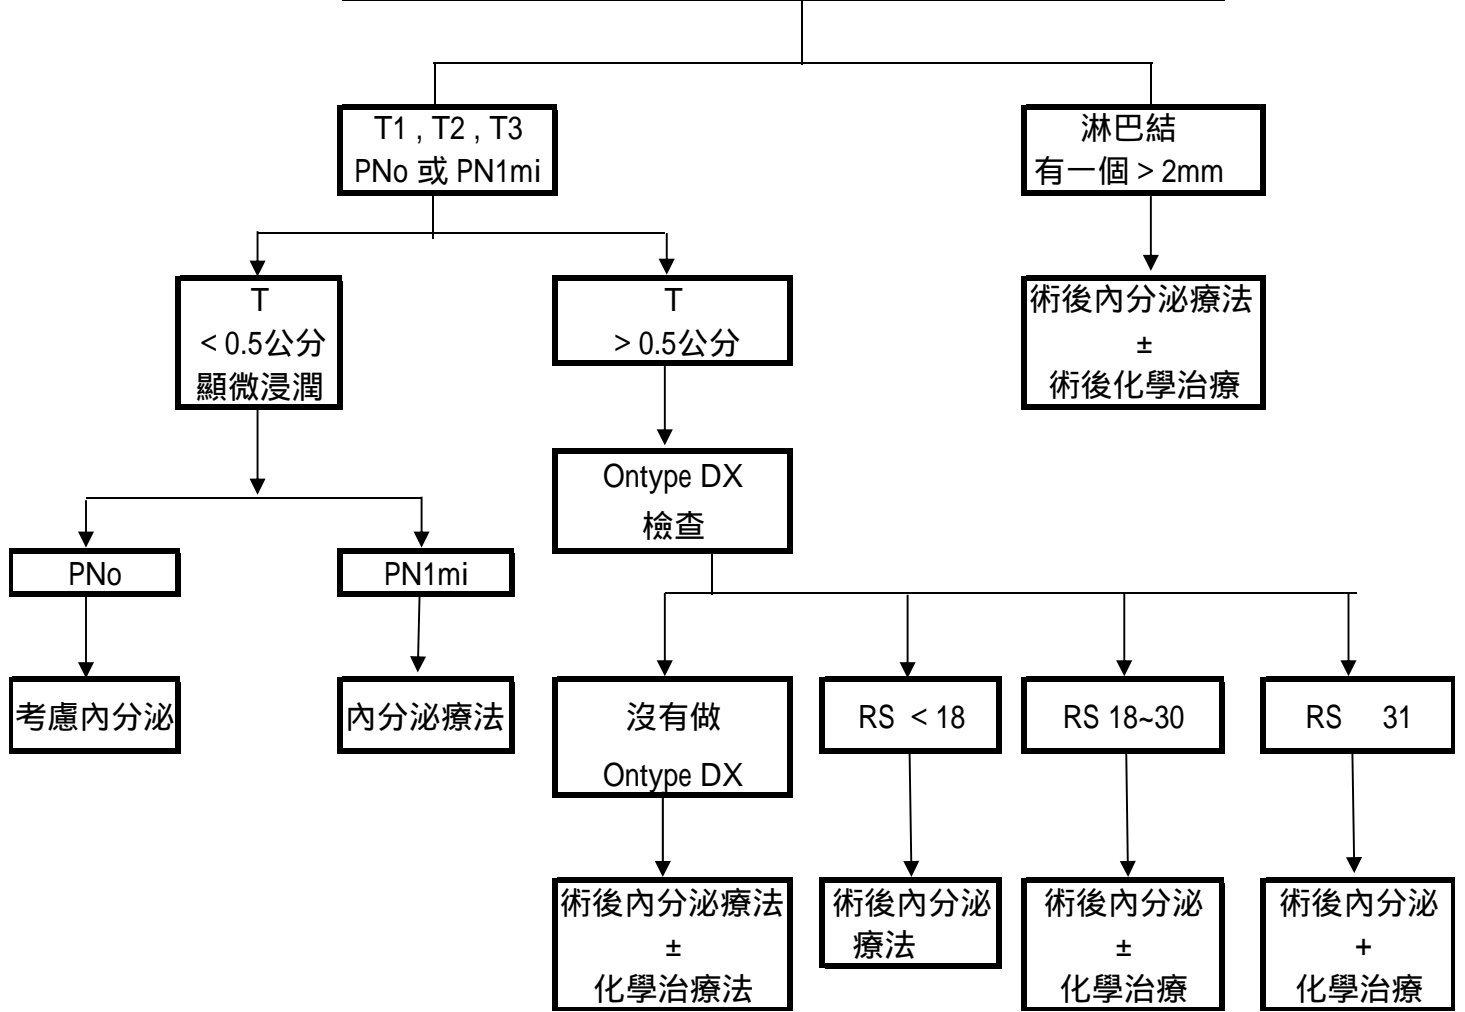 T1 , T2 , T3
PNo 或 PN1mi
淋巴結
有一個 > 2mm
T
< 0.5公分
顯微浸潤
T
> 0.5公分
術後內分泌療法
±
術後化學治療
Ontype DX
檢查
PNo
PN1mi
考慮內分泌
內分泌療法
沒有做
Ontype DX
RS < 18
RS 18~30
RS 31
術後內分泌療法
±
化學治療法
術後內分泌
療法
術後內分泌
±
化學治療
術後內分泌
+
化學治療